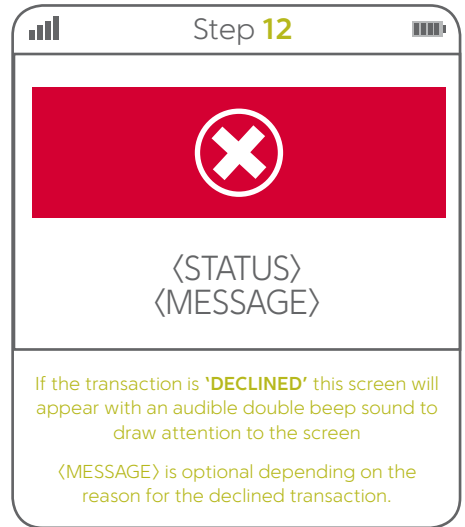 Step 12
〈STATUS〉
〈MESSAGE〉
If the transaction is ‘DECLINED’ this screen will
appear with an audible double beep sound to
draw attention to the screen
〈MESSAGE〉 is optional depending on the
reason for the declined transaction.